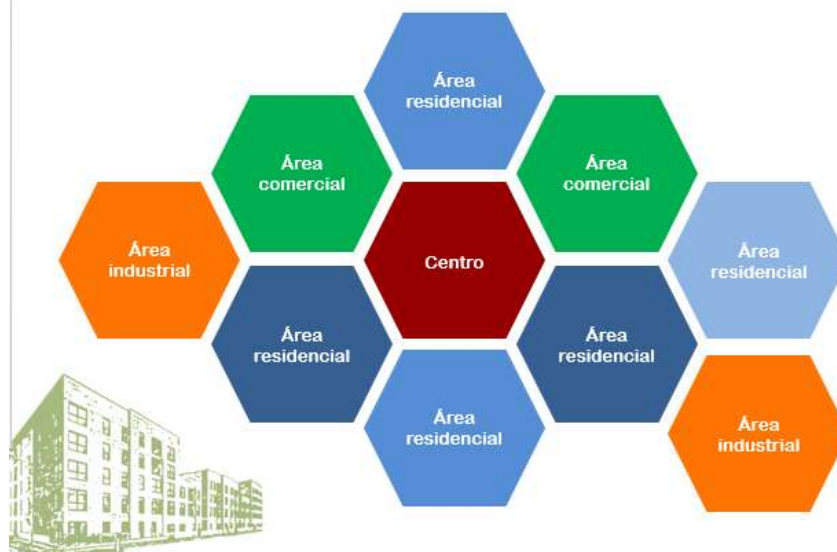 Área
residencial
Área
comercial
Área
comercial
Área
industrial
Centro
Área
residencial
Área
residencial
Área
residencial
Área
residencial
Área
industrial